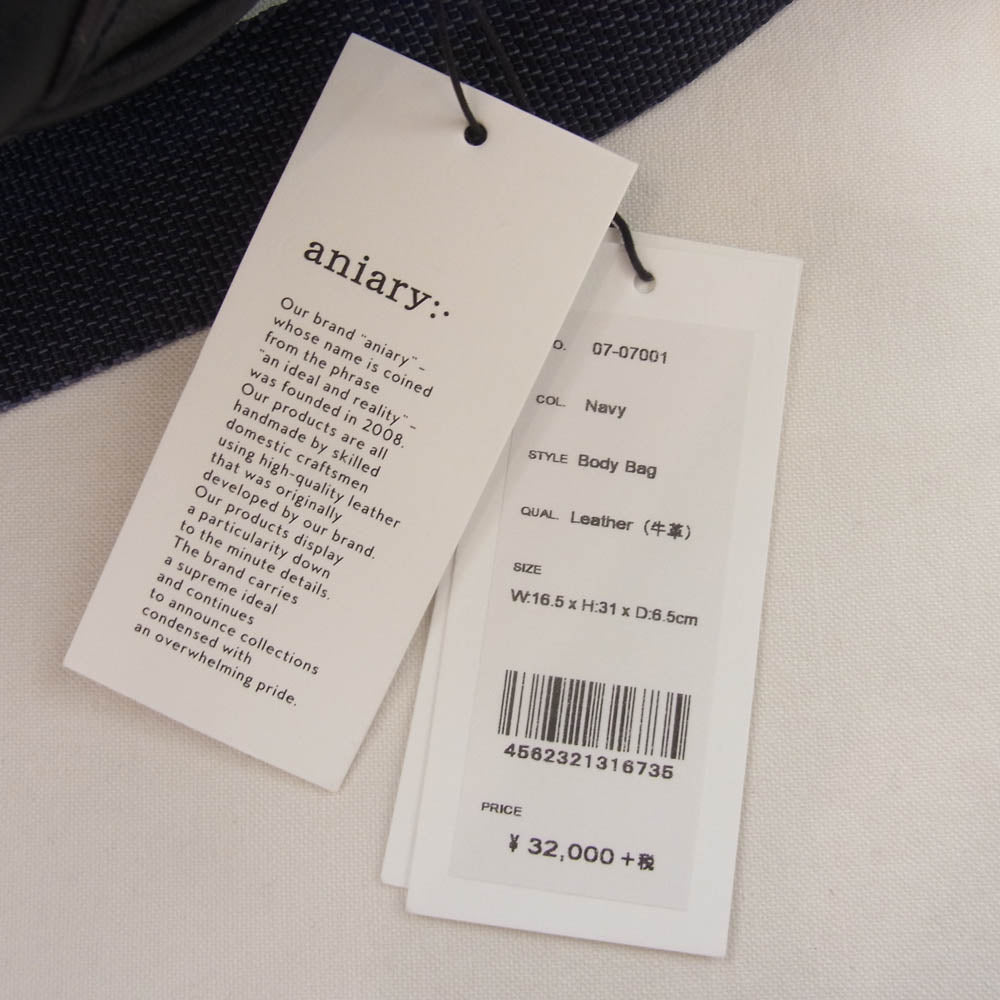 aniary:.
Our brand "aniary" –
whose name is coined
from the phrase
"an ideal and reality" –
was founded in 2008.
Our products are all
handmade by skilled
domestic craftsmen
using high-quality leather
that was originally
developed by our brand.
Our products display
a particularity down
to the minute details.
The brand carries
a supreme ideal
and continues
to announce collections
condensed with
an overwhelming pride.
O. 07-07001
COL. Navy
STYLE Body Bag
QUAL. Leather (牛革)
SIZE
W:16.5 x H:31 x D:6.5cm
4562321316735
PRICE
¥ 32,000+税